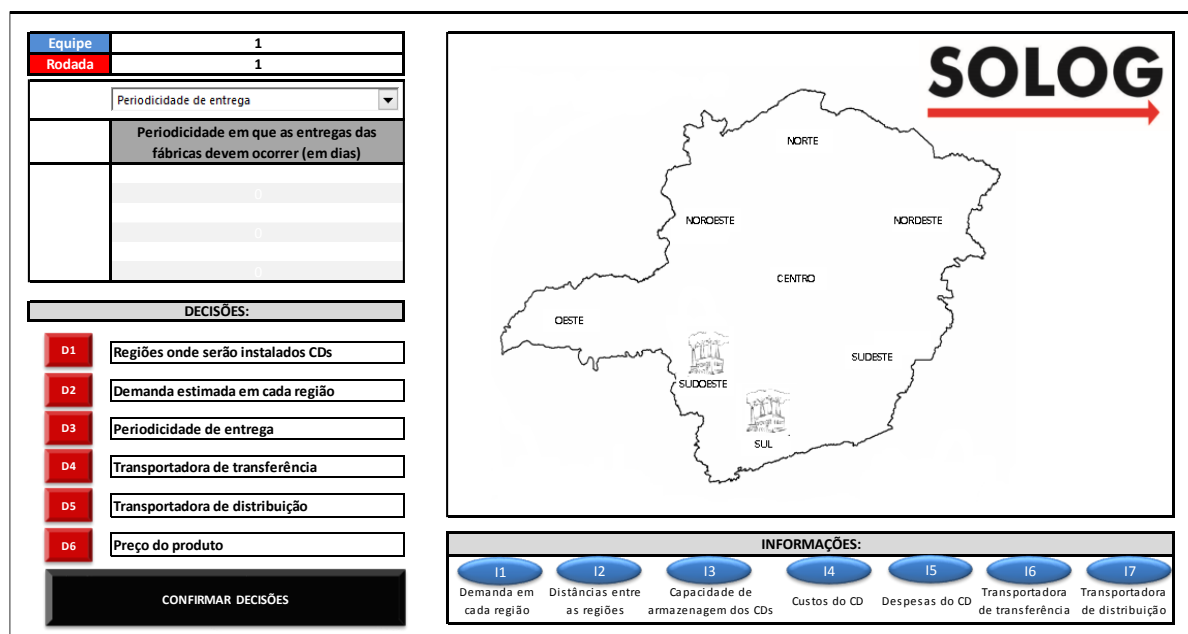 Equipe 1
Rodada 1
Periodicidade de entrega
Periodicidade em que as entregas das
fábricas devem ocorrer (em dias)
0
0
0
DECISÕES:
D1 Regiões onde serão instalados CDs
D2 Demanda estimada em cada região
D3 Periodicidade de entrega
D4 Transportadora de transferência
D5 Transportadora de distribuição
D6 Preço do produto
CONFIRMAR DECISÕES
SOLOG
NORTE
NOROESTE
NORDESTE
CENTRO
OESTE
SUDESTE
SUDOESTE
SUL
INFORMAÇÕES:
I1 I2 I3 I4 I5 I6 I7
Demanda em Distâncias entre Capacidade de Custos do CD Despesas do CD Transportadora Transportadora
cada região as regiões armazenagem dos CDs de transferência de distribuição